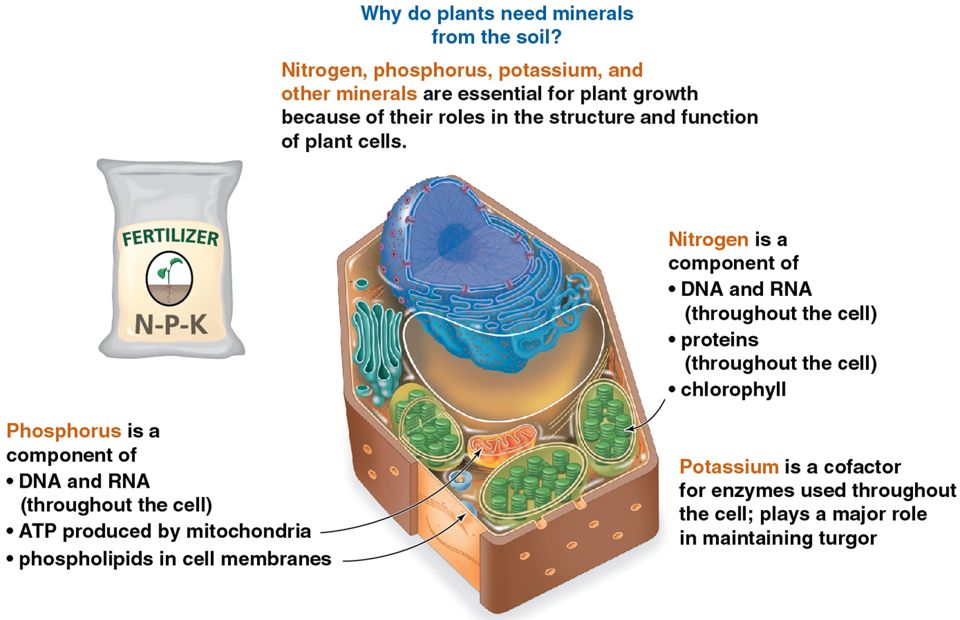 Why do plants need minerals
from the soil?
Nitrogen, phosphorus, potassium, and
other minerals are essential for plant growth
because of their roles in the structure and function
of plant cells.
FERTILIZER
N-P-K
Nitrogen is a
component of
• DNA and RNA
(throughout the cell)
• proteins
(throughout the cell)
• chlorophyll
Phosphorus is a
component of
• DNA and RNA
(throughout the cell)
• ATP produced by mitochondria
• phospholipids in cell membranes
Potassium is a cofactor
for enzymes used throughout
the cell; plays a major role
in maintaining turgor